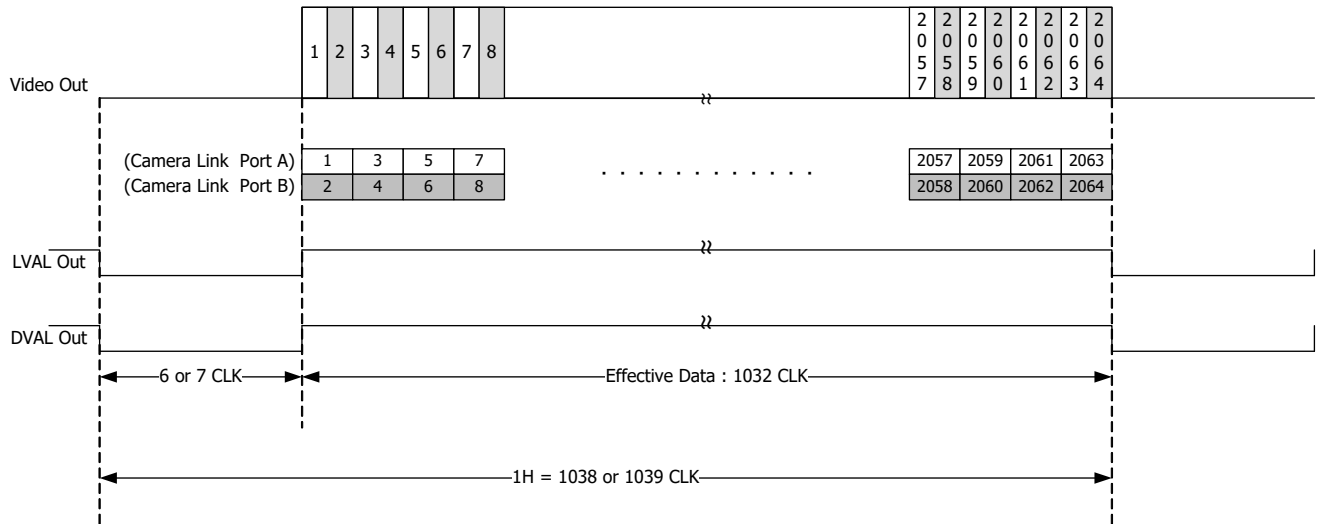 1 2 3 4 5 6 7 8 2057 2058 2059 2060 2061 2062 2063 2064
Video Out
(Camera Link Port A) 1 3 5 7 . . . . . . . . . . . . 2057 2059 2061 2063
(Camera Link Port B) 2 4 6 8 2058 2060 2062 2064
LVAL Out
DVAL Out
6 or 7 CLK Effective Data : 1032 CLK
1H = 1038 or 1039 CLK